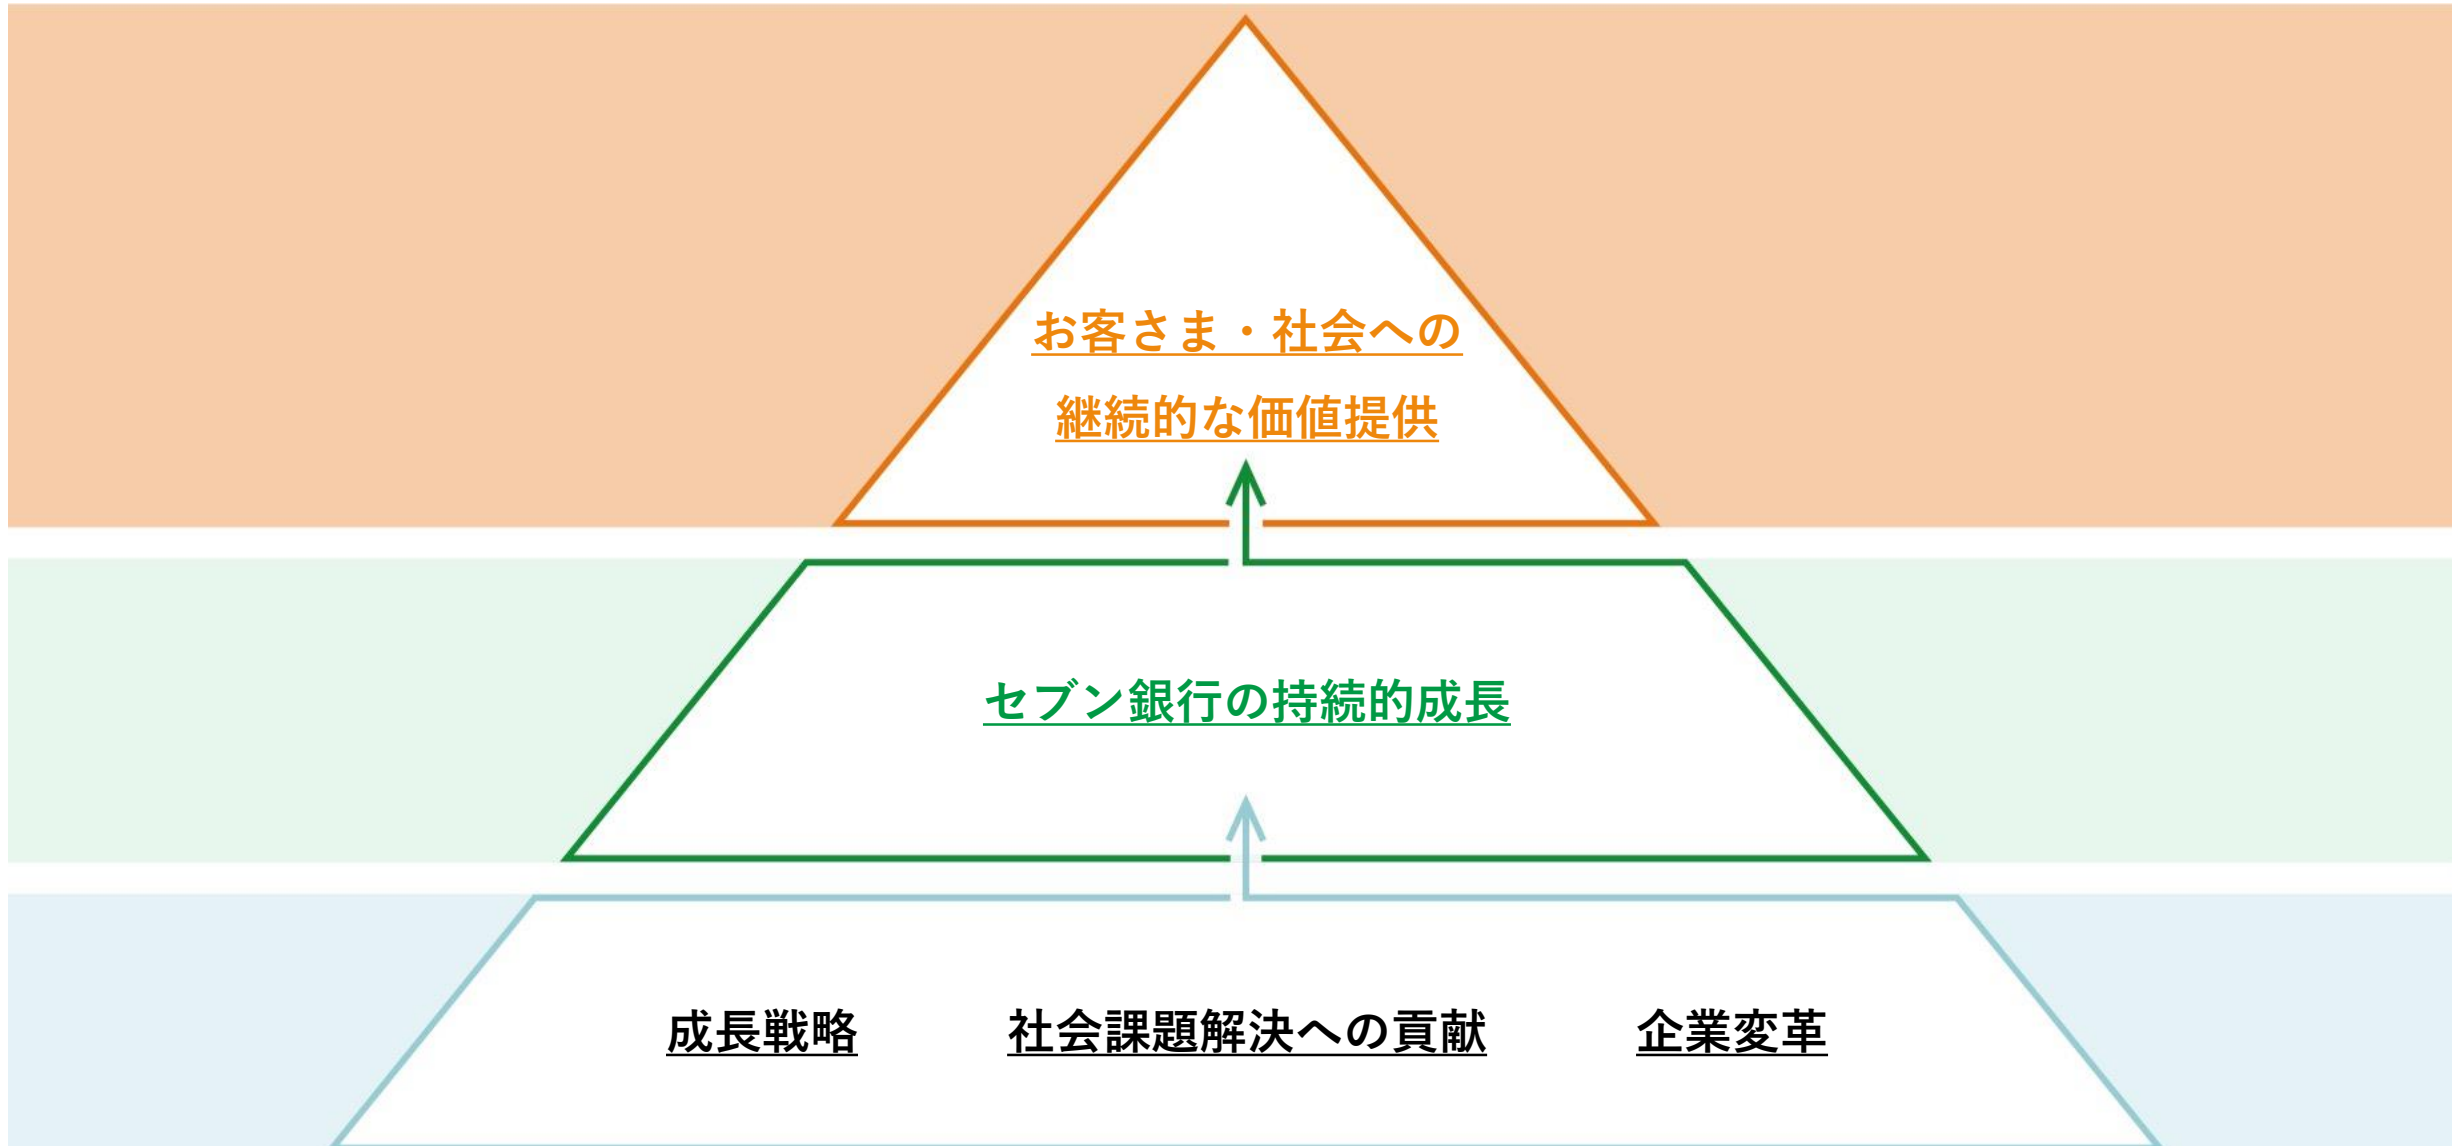 お客さま・社会への
継続的な価値提供
セブン銀行の持続的成長
成長戦略 社会課題解決への貢献 企業変革